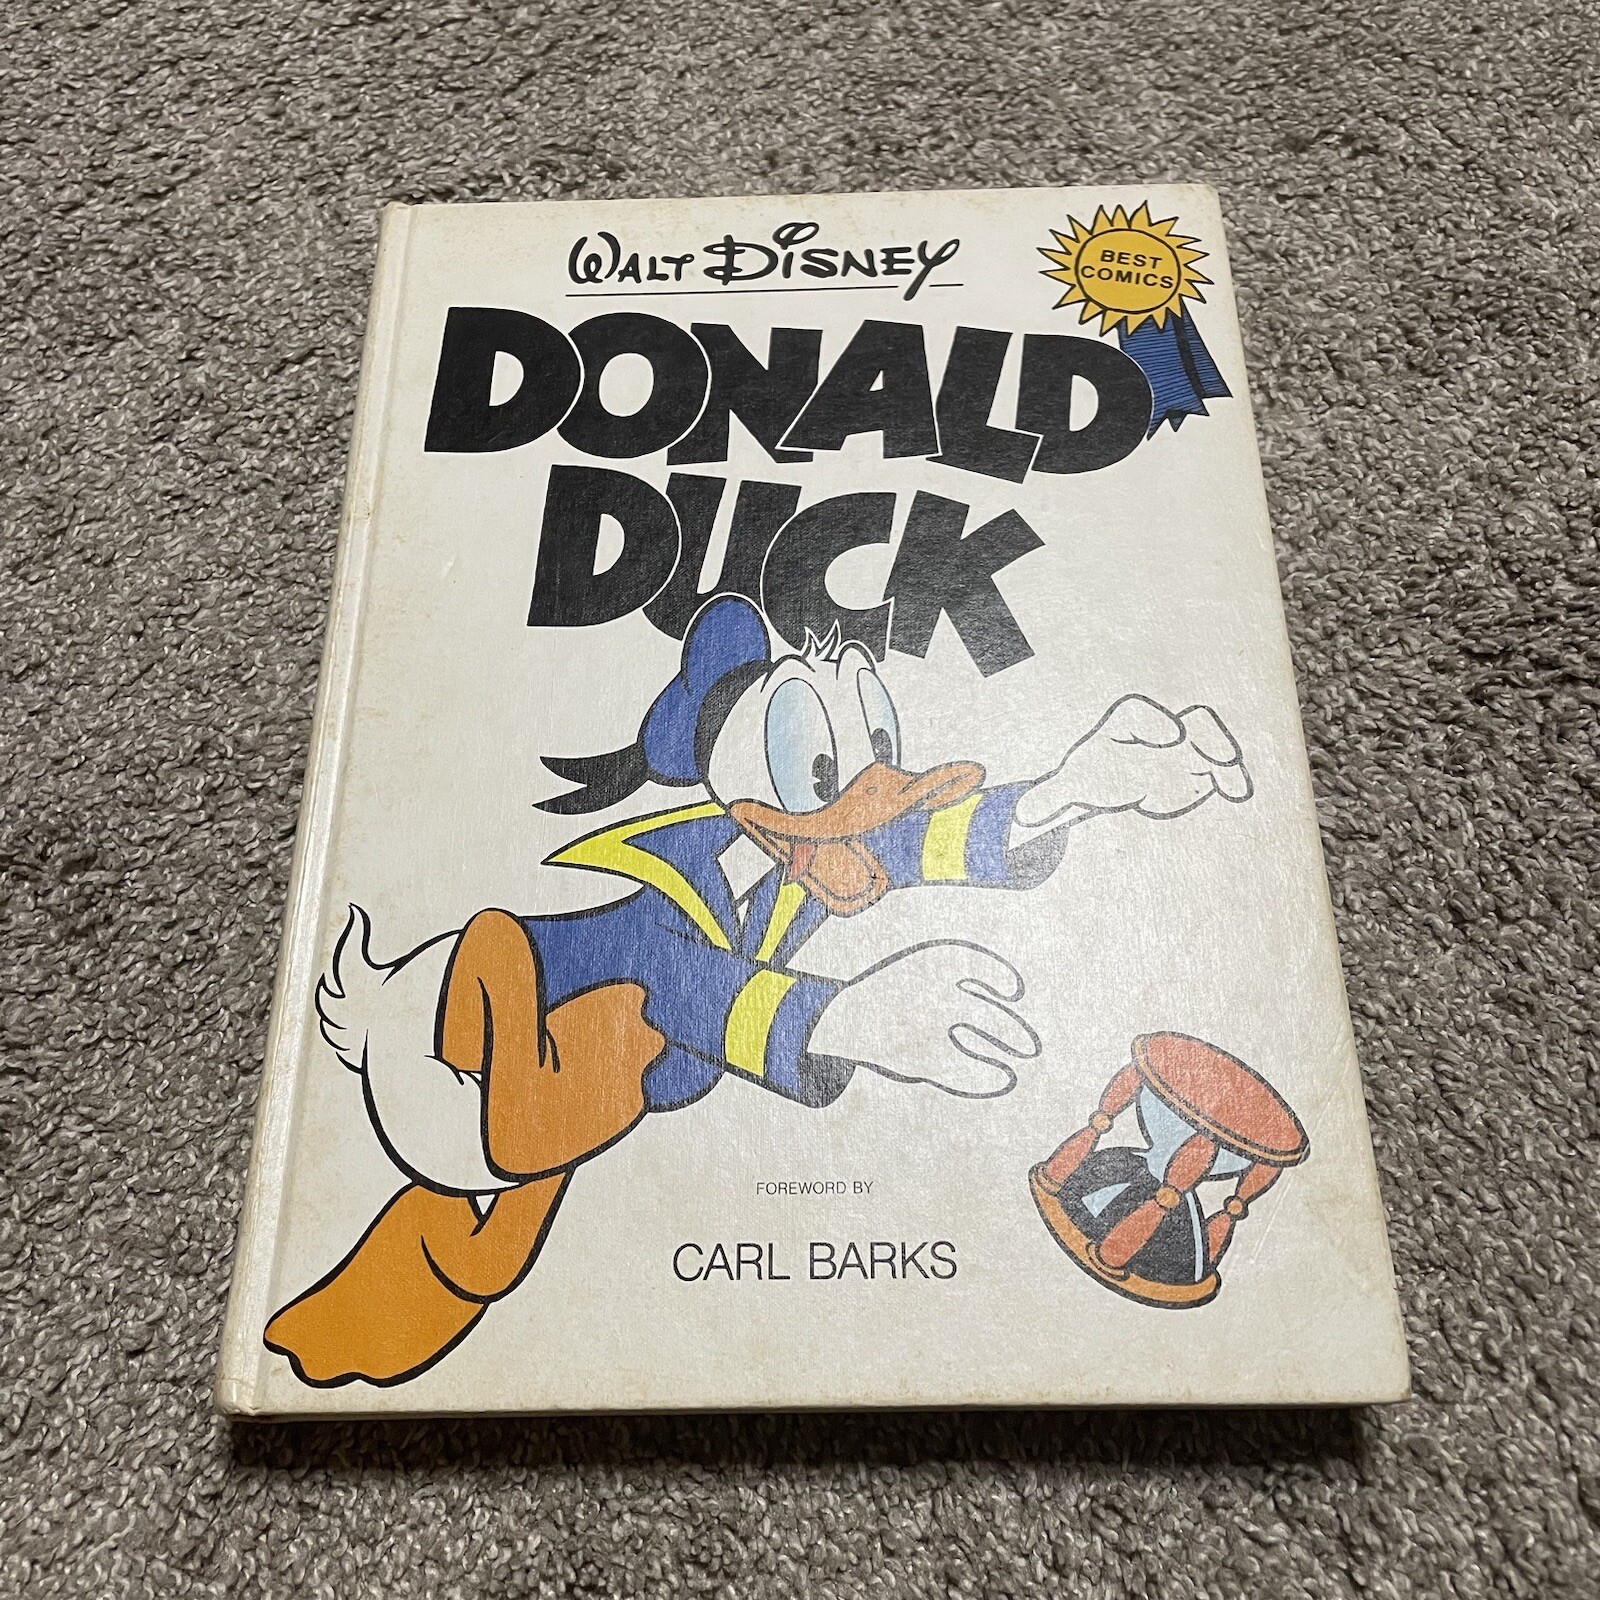 WALT DISNEY
BEST
COMICS
DONALD
DUCK
FOREWORD BY
CARL BARKS